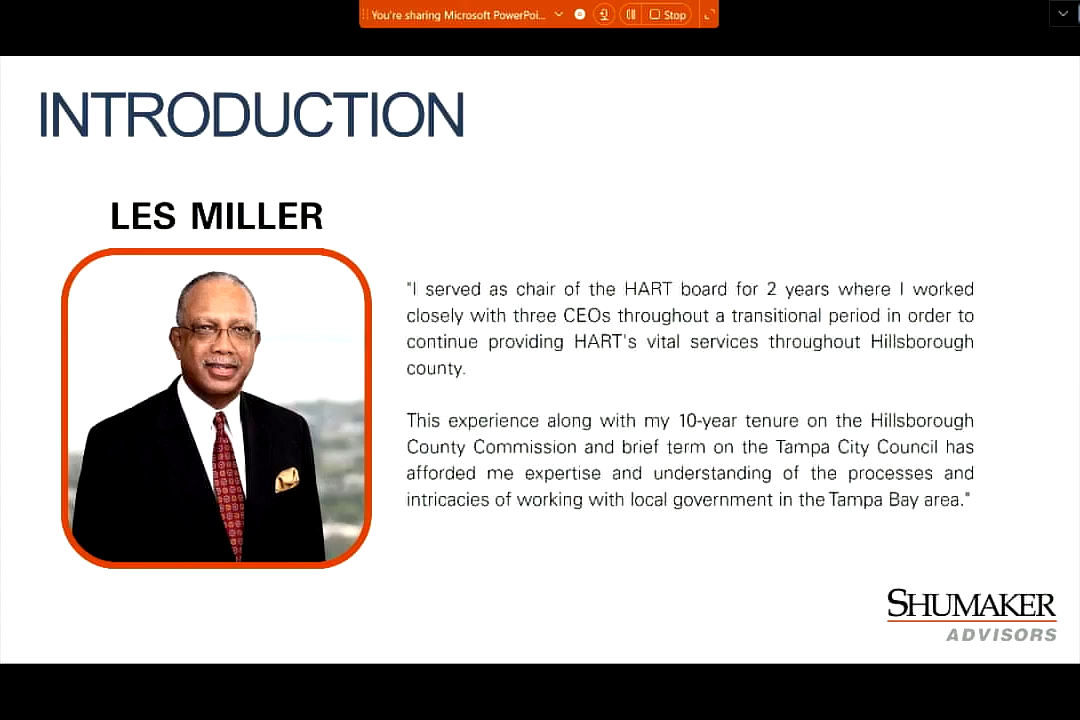 You're sharing Microsoft PowerPoi...
Stop
INTRODUCTION
LES MILLER
"I served as chair of the HART board for 2 years where I worked
closely with three CEOs throughout a transitional period in order to
continue providing HART's vital services throughout Hillsborough
county.
This experience along with my 10-year tenure on the Hillsborough
County Commission and brief term on the Tampa City Council has
afforded me expertise and understanding of the processes and
intricacies of working with local government in the Tampa Bay area."
SHUMAKER
ADVISORS